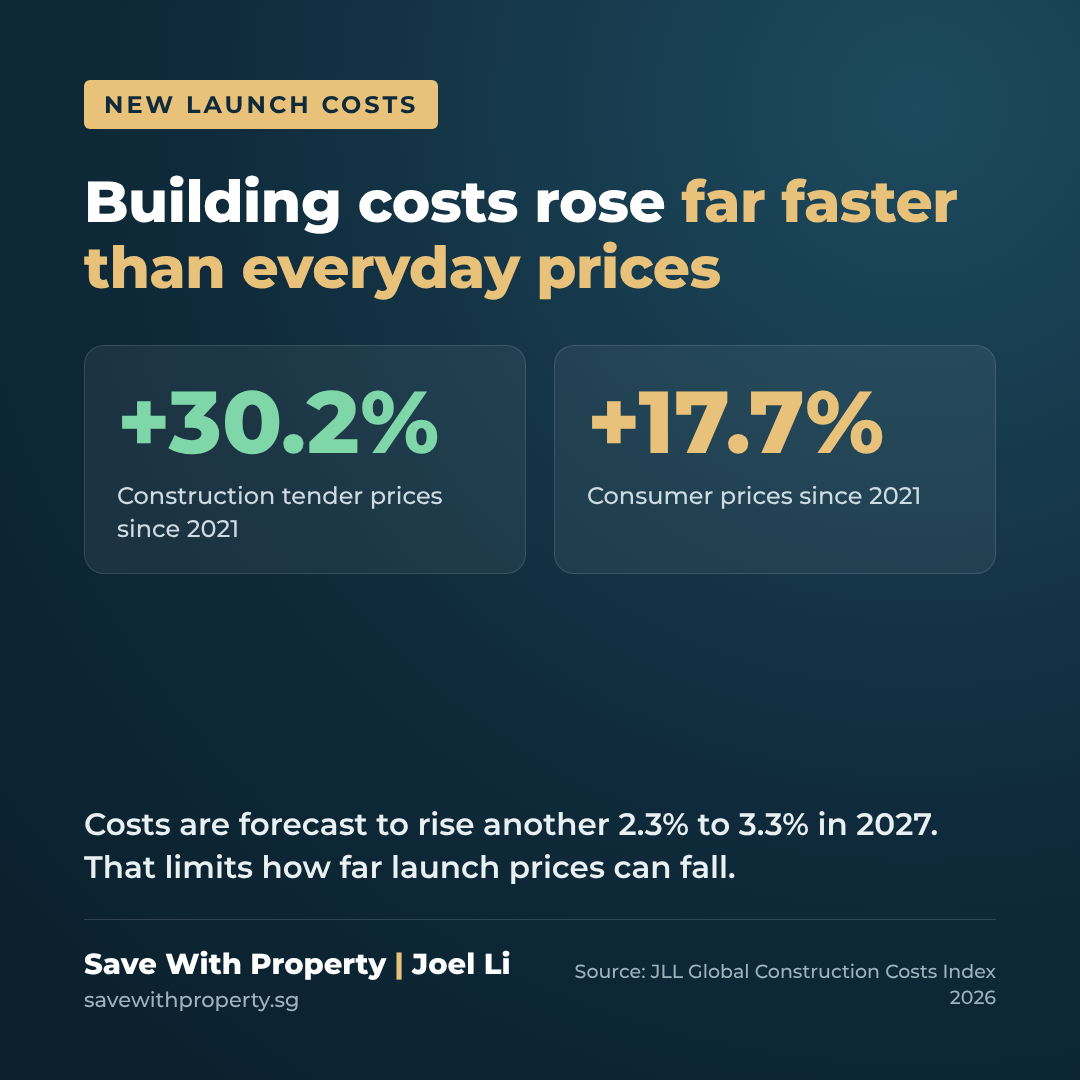 NEW LAUNCH COSTS
Building costs rose far faster
than everyday prices
+30.2%
Construction tender prices
since 2021
+17.7%
Consumer prices since 2021
Costs are forecast to rise another 2.3% to 3.3% in 2027.
That limits how far launch prices can fall.
Save With Property | Joel Li
savewithproperty.sg
Source: JLL Global Construction Costs Index
2026